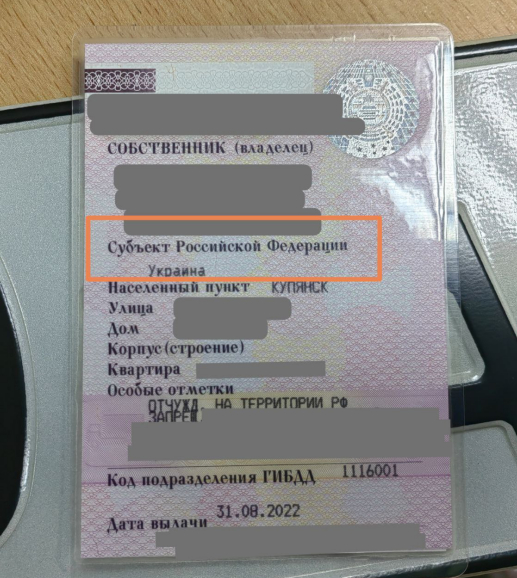 СОБСТВЕННИК (владелец)
Субъект Российской Федерации
Украина
Населенный пункт КУПЯНСК
Улица
Дом
Корпус (строение)
Квартира
Особые отметки
ОТЧУЖД. НА ТЕРРИТОРИИ РФ
ЗАПРЕЩ
Код подразделения ГИБДД 1116001
31.08.2022
Дата выдачи